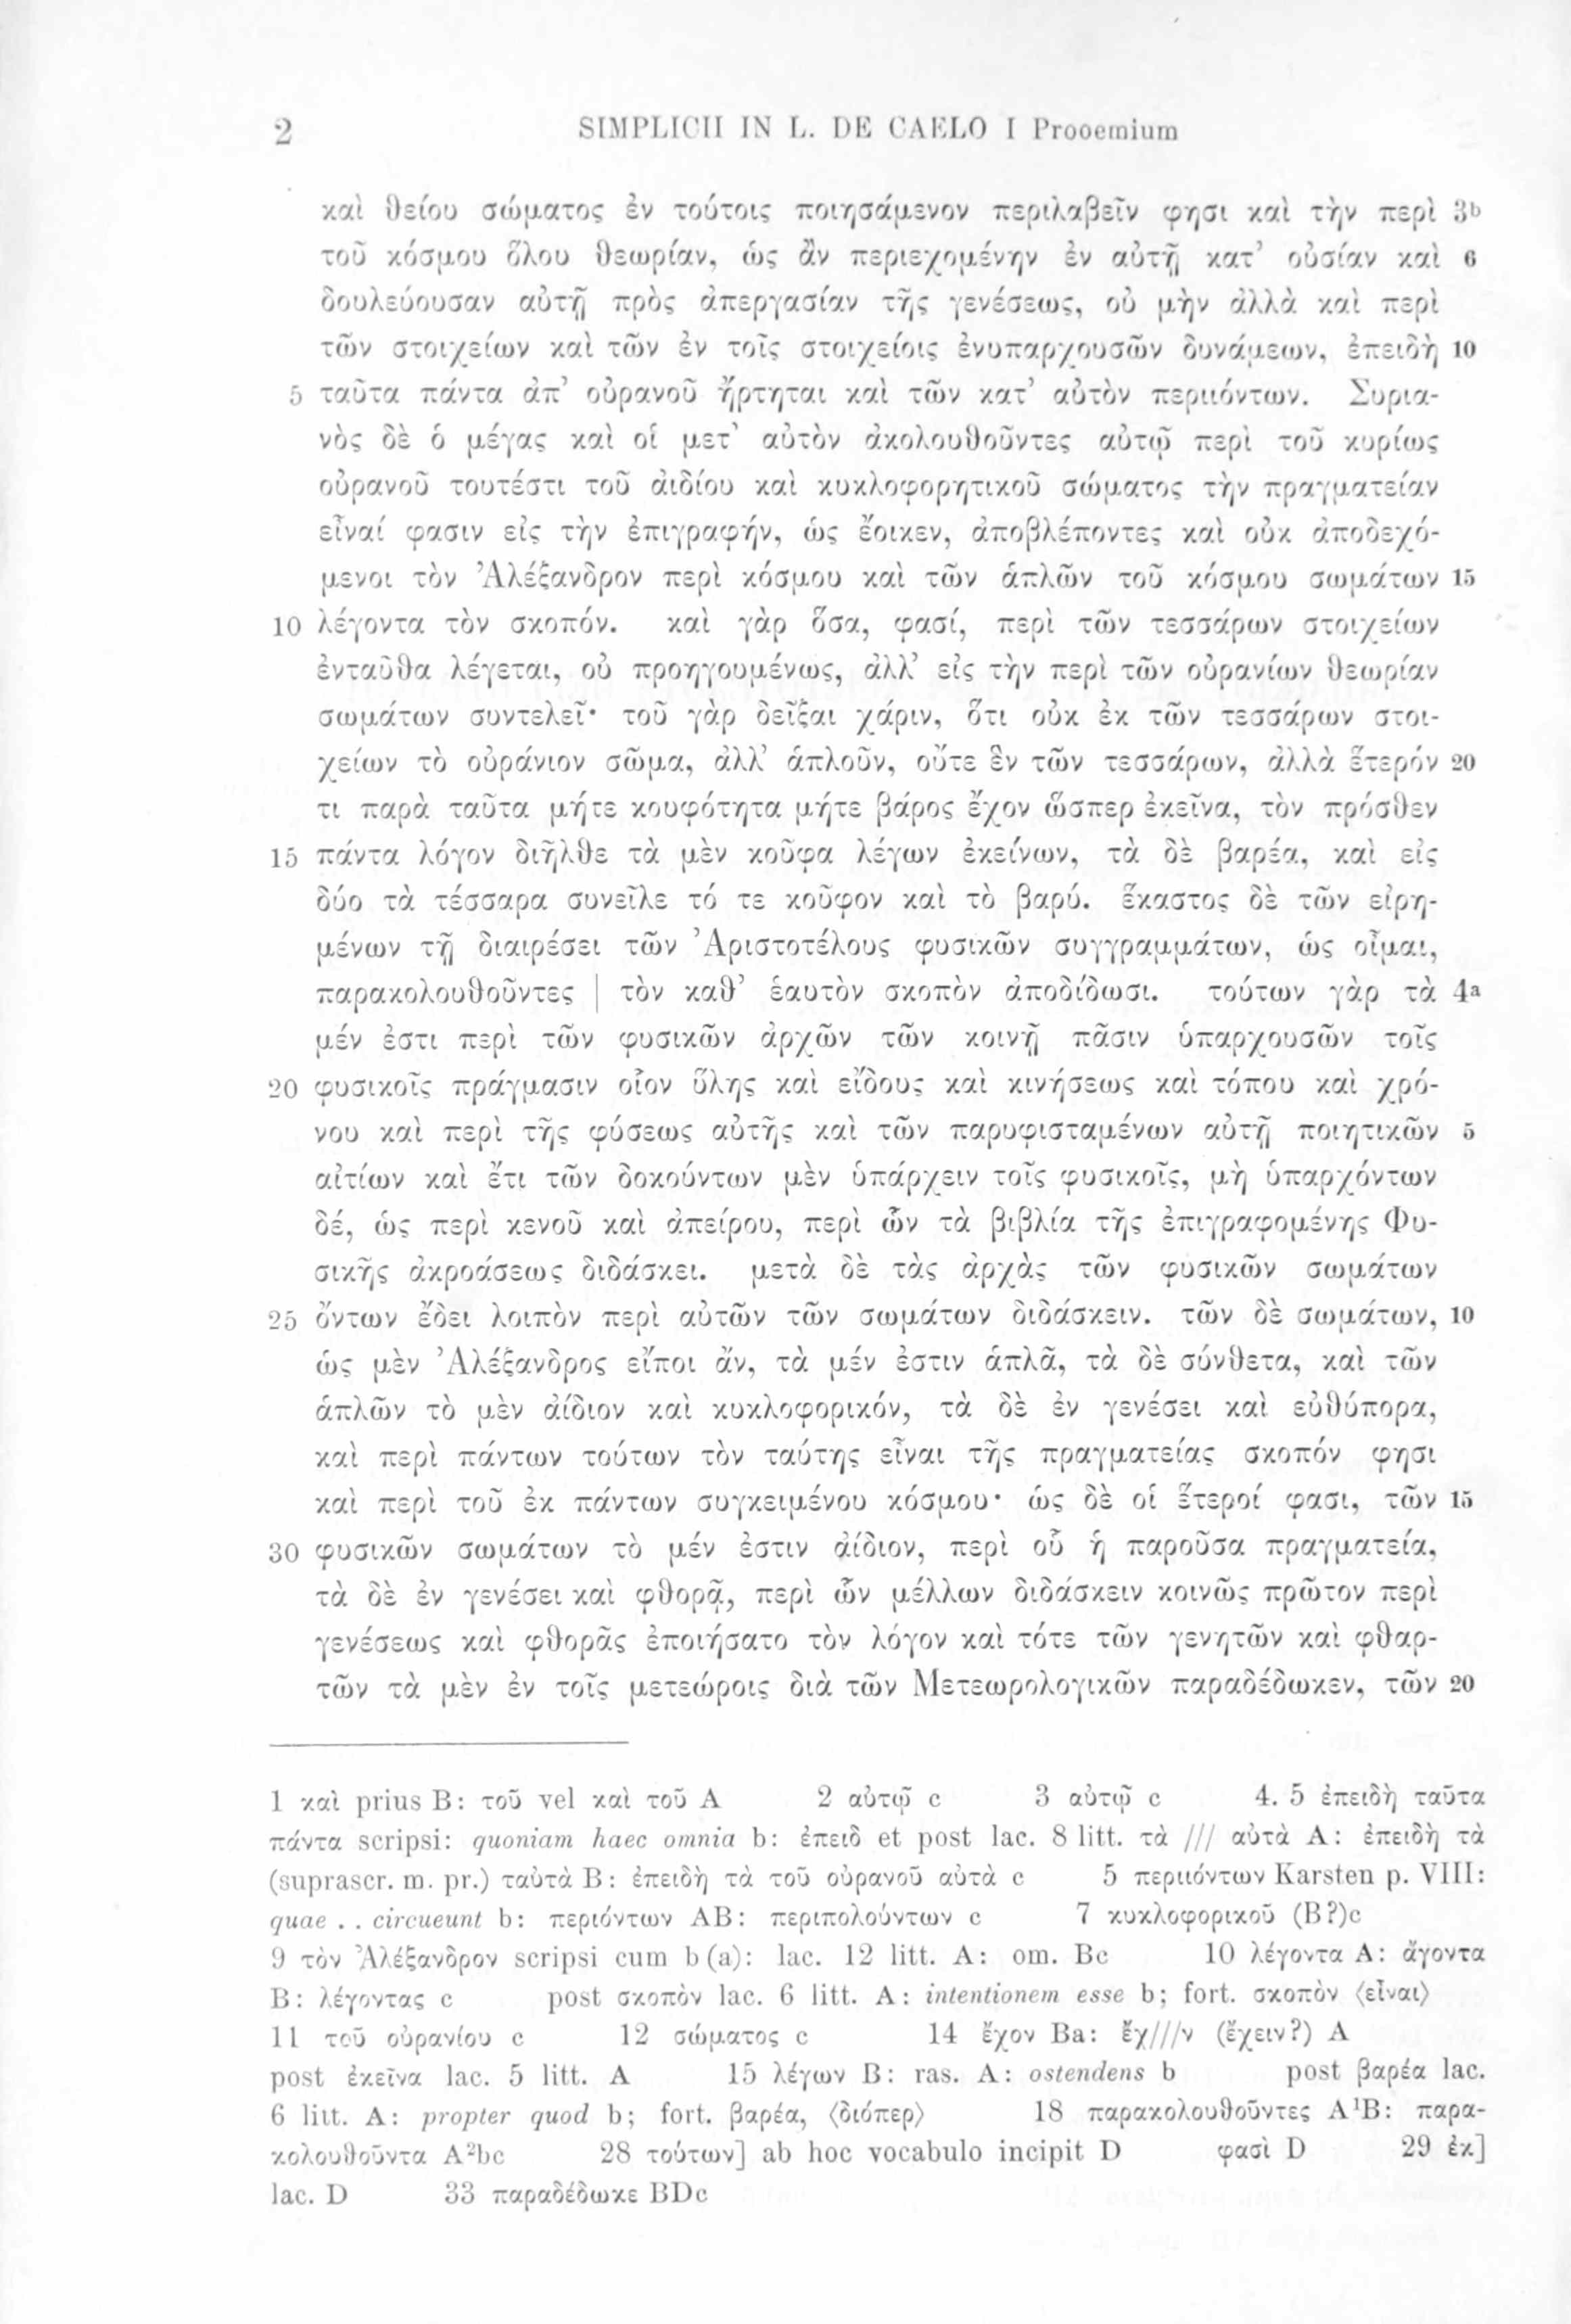 2 SIMPLICII IN L. DE CAELO I Prooemium
καὶ θείου σώματος ἐν τούτοις ποιησάμενον περιλαβεῖν φησι καὶ τὴν περὶ 3b
τοῦ κόσμου ὅλου θεωρίαν, ὡς ἂν περιεχομένην ἐν αὐτῇ κατ’ οὐσίαν καὶ 6
δουλεύουσαν αὐτῇ πρὸς ἀπεργασίαν τῆς γενέσεως, οὐ μὴν ἀλλὰ καὶ περὶ
τῶν στοιχείων καὶ τῶν ἐν τοῖς στοιχείοις ἐνυπαρχουσῶν δυνάμεων, ἐπειδὴ 10
5 ταῦτα πάντα ἀπ’ οὐρανοῦ ἤρτηται καὶ τῶν κατ’ αὐτὸν περιιόντων. Συρια-
νὸς δὲ ὁ μέγας καὶ οἱ μετ’ αὐτὸν ἀκολουθοῦντες αὐτῷ περὶ τοῦ κυρίως
οὐρανοῦ τουτέστι τοῦ ἀιδίου καὶ κυκλοφορητικοῦ σώματος τὴν πραγματείαν
εἶναί φασιν εἰς τὴν ἐπιγραφήν, ὡς ἔοικεν, ἀποβλέποντες καὶ οὐκ ἀποδεχό-
μενοι τὸν Ἀλέξανδρον περὶ κόσμου καὶ τῶν ἁπλῶν τοῦ κόσμου σωμάτων 15
10 λέγοντα τὸν σκοπόν. καὶ γὰρ ὅσα, φασί, περὶ τῶν τεσσάρων στοιχείων
ἐνταῦθα λέγεται, οὐ προηγουμένως, ἀλλ’ εἰς τὴν περὶ τῶν οὐρανίων θεωρίαν
σωμάτων συντελεῖ· τοῦ γὰρ δεῖξαι χάριν, ὅτι οὐκ ἐκ τῶν τεσσάρων στοι-
χείων τὸ οὐράνιον σῶμα, ἀλλ’ ἁπλοῦν, οὔτε ἓν τῶν τεσσάρων, ἀλλὰ ἕτερόν 20
τι παρὰ ταῦτα μήτε κουφότητα μήτε βάρος ἔχον ὥσπερ ἐκεῖνα, τὸν πρόσθεν
15 πάντα λόγον διῆλθε τὰ μὲν κοῦφα λέγων ἐκείνων, τὰ δὲ βαρέα, καὶ εἰς
δύο τὰ τέσσαρα συνεῖλε τό τε κοῦφον καὶ τὸ βαρύ. ἕκαστος δὲ τῶν εἰρη-
μένων τῇ διαιρέσει τῶν Ἀριστοτέλους φυσικῶν συγγραμμάτων, ὡς οἶμαι,
παρακολουθοῦντες | τὸν καθ’ ἑαυτὸν σκοπὸν ἀποδίδωσι. τούτων γὰρ τὰ 4a
μέν ἐστι περὶ τῶν φυσικῶν ἀρχῶν τῶν κοινῇ πᾶσιν ὑπαρχουσῶν τοῖς
20 φυσικοῖς πράγμασιν οἷον ὕλης καὶ εἴδους καὶ κινήσεως καὶ τόπου καὶ χρό-
νου καὶ περὶ τῆς φύσεως αὐτῆς καὶ τῶν παρυφισταμένων αὐτῇ ποιητικῶν 5
αἰτίων καὶ ἔτι τῶν δοκούντων μὲν ὑπάρχειν τοῖς φυσικοῖς, μὴ ὑπαρχόντων
δέ, ὡς περὶ κενοῦ καὶ ἀπείρου, περὶ ὧν τὰ βιβλία τῆς ἐπιγραφομένης Φυ-
σικῆς ἀκροάσεως διδάσκει. μετὰ δὲ τὰς ἀρχὰς τῶν φυσικῶν σωμάτων
25 ὄντων ἔδει λοιπὸν περὶ αὐτῶν τῶν σωμάτων διδάσκειν. τῶν δὲ σωμάτων, 10
ὡς μὲν Ἀλέξανδρος εἴποι ἄν, τὰ μέν ἐστιν ἁπλᾶ, τὰ δὲ σύνθετα, καὶ τῶν
ἁπλῶν τὸ μὲν ἀίδιον καὶ κυκλοφορικόν, τὰ δὲ ἐν γενέσει καὶ εὐθύπορα,
καὶ περὶ πάντων τούτων τὸν ταύτης εἶναι τῆς πραγματείας σκοπόν φησι
καὶ περὶ τοῦ ἐκ πάντων συγκειμένου κόσμου· ὡς δὲ οἱ ἕτεροί φασι, τῶν 15
30 φυσικῶν σωμάτων τὸ μέν ἐστιν ἀίδιον, περὶ οὗ ἡ παροῦσα πραγματεία,
τὰ δὲ ἐν γενέσει καὶ φθορᾷ, περὶ ὧν μέλλων διδάσκειν κοινῶς πρῶτον περὶ
γενέσεως καὶ φθορᾶς ἐποιήσατο τὸν λόγον καὶ τότε τῶν γενητῶν καὶ φθαρ-
τῶν τὰ μὲν ἐν τοῖς μετεώροις διὰ τῶν Μετεωρολογικῶν παραδέδωκεν, τῶν 20
1 καὶ prius B: τοῦ vel καὶ τοῦ A 2 αὐτῷ c 3 αὐτῷ c 4. 5 ἐπειδὴ ταῦτα
πάντα scripsi: quoniam haec omnia b: ἐπειδ et post lac. 8 litt. τὰ /// αὐτὰ A: ἐπειδὴ τὰ
(suprascr. m. pr.) ταὐτὰ B: ἐπειδὴ τὰ τοῦ οὐρανοῦ αὐτὰ c 5 περιιόντων Karsten p. VIII:
quae . . circueunt b: περιόντων AB: περιπολούντων c 7 κυκλοφορικοῦ (B?)c
9 τὸν Ἀλέξανδρον scripsi cum b(a): lac. 12 litt. A: om. Bc 10 λέγοντα A: ἄγοντα
B: λέγοντας c post σκοπὸν lac. 6 litt. A: intentionem esse b; fort. σκοπὸν ⟨εἶναι⟩
11 τοῦ οὐρανίου c 12 σώματος c 14 ἔχον Ba: ἔχ///ν (ἔχειν?) A
post ἐκεῖνα lac. 5 litt. A 15 λέγων B: ras. A: ostendens b post βαρέα lac.
6 litt. A: propter quod b; fort. βαρέα, ⟨διόπερ⟩ 18 παρακολουθοῦντες A¹B: παρα-
κολουθοῦντα A²bc 28 τούτων] ab hoc vocabulo incipit D φασὶ D 29 ἐκ]
lac. D 33 παραδέδωκε BDc